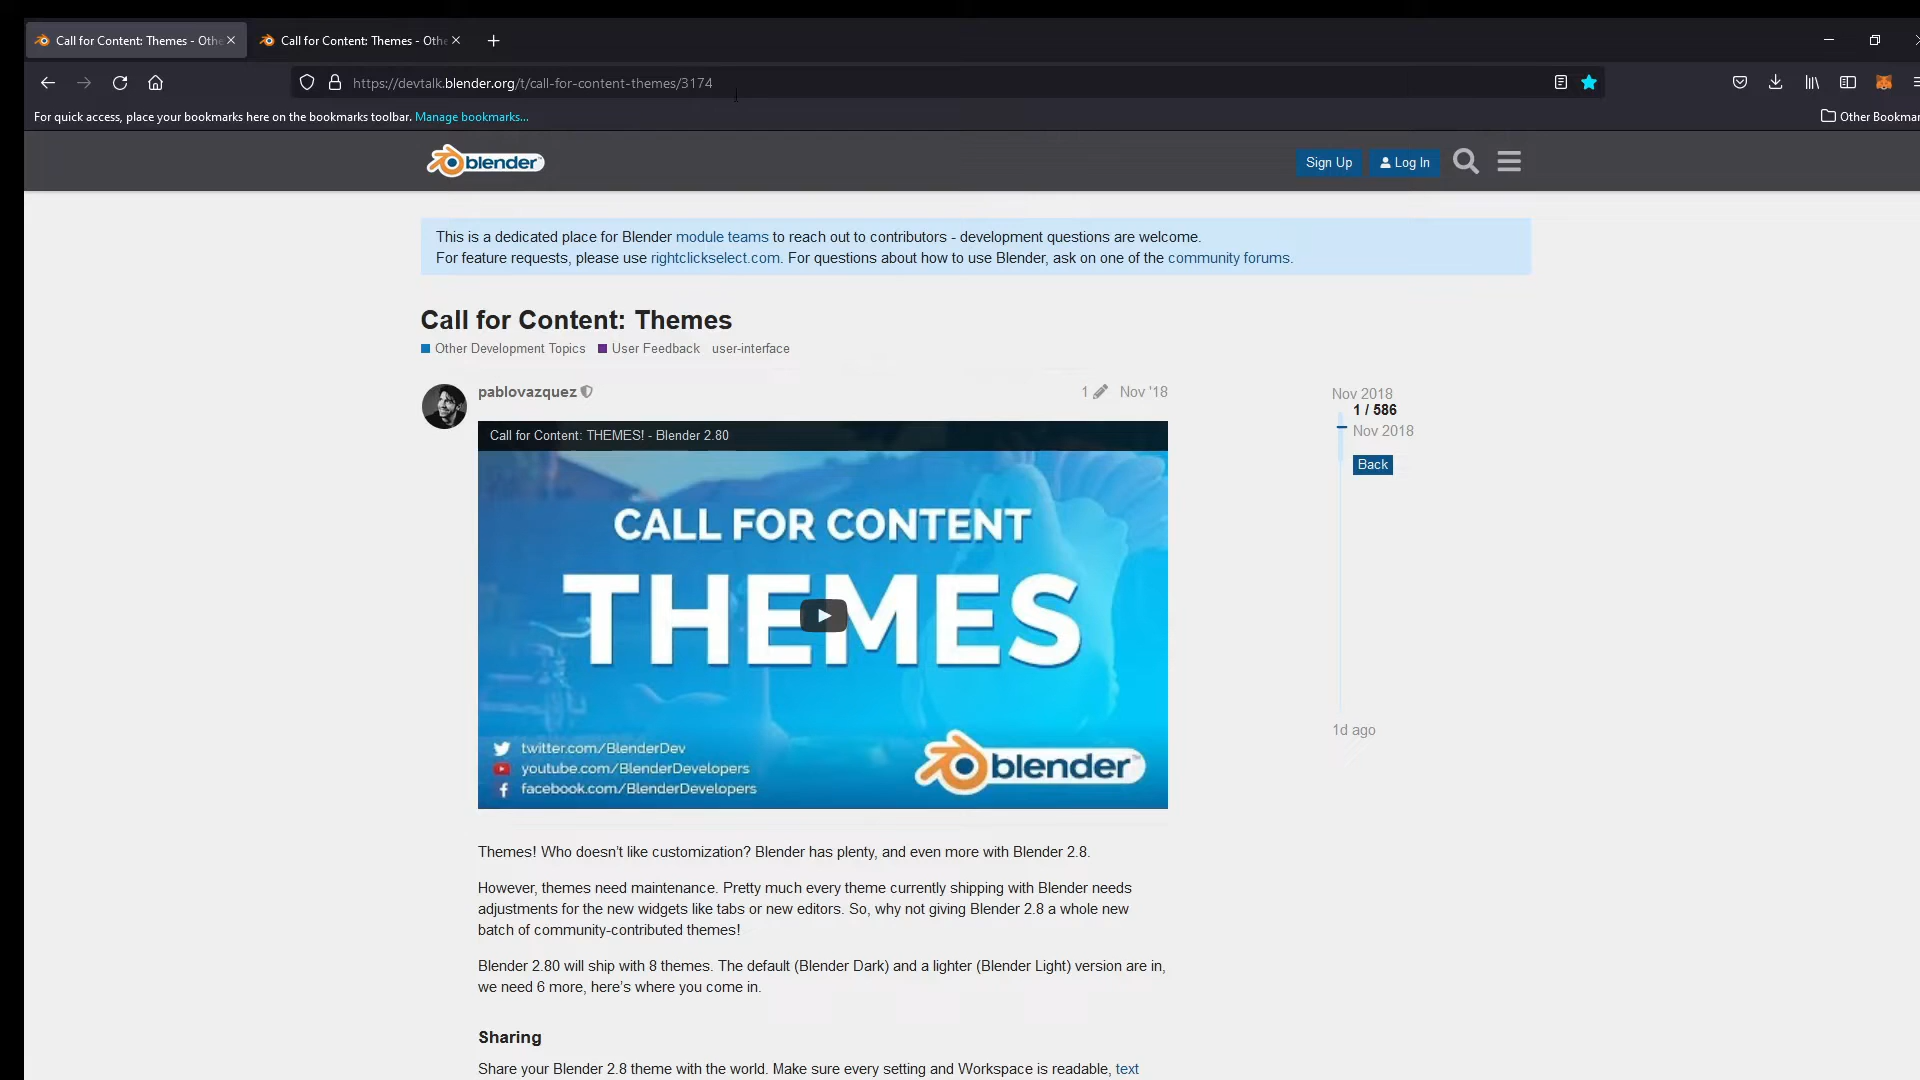 Call for Content: Themes - Othe
Call for Content: Themes - Othe
https://devtalk.blender.org/t/call-for-content-themes/3174
For quick access, place your bookmarks here on the bookmarks toolbar. Manage bookmarks...
Other Bookmar
blender
Sign Up
Log In
This is a dedicated place for Blender module teams to reach out to contributors - development questions are welcome.
For feature requests, please use rightclickselect.com. For questions about how to use Blender, ask on one of the community forums.
Call for Content: Themes
Other Development Topics User Feedback user-interface
pablovazquez
1 Nov '18
Nov 2018
1 / 586
Nov 2018
Back
1d ago
Call for Content: THEMES! - Blender 2.80
CALL FOR CONTENT
THEMES
twitter.com/BlenderDev
youtube.com/BlenderDevelopers
facebook.com/BlenderDevelopers
blender
Themes! Who doesn’t like customization? Blender has plenty, and even more with Blender 2.8.
However, themes need maintenance. Pretty much every theme currently shipping with Blender needs
adjustments for the new widgets like tabs or new editors. So, why not giving Blender 2.8 a whole new
batch of community-contributed themes!
Blender 2.80 will ship with 8 themes. The default (Blender Dark) and a lighter (Blender Light) version are in,
we need 6 more, here’s where you come in.
Sharing
Share your Blender 2.8 theme with the world. Make sure every setting and Workspace is readable, text